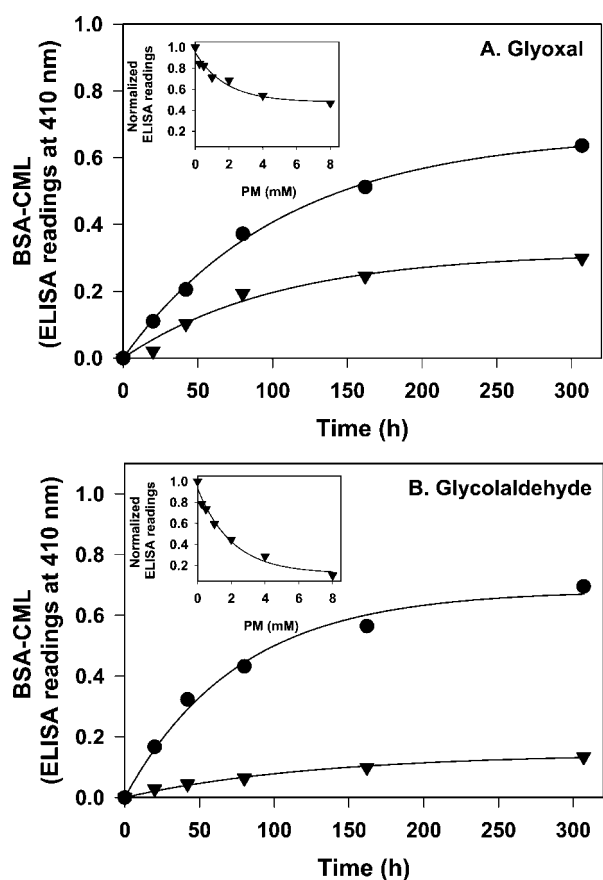 A. Glyoxal
BSA-CML
(ELISA readings at 410 nm)
1.0
0.8
0.6
0.4
0.2
0.0
Normalized
ELISA readings
1.0
0.8
0.6
0.4
0.2
0 2 4 6 8
PM (mM)
0 50 100 150 200 250 300
Time (h)
B. Glycolaldehyde
BSA-CML
(ELISA readings at 410 nm)
1.0
0.8
0.6
0.4
0.2
0.0
Normalized
ELISA readings
1.0
0.8
0.6
0.4
0.2
0 2 4 6 8
PM (mM)
0 50 100 150 200 250 300
Time (h)